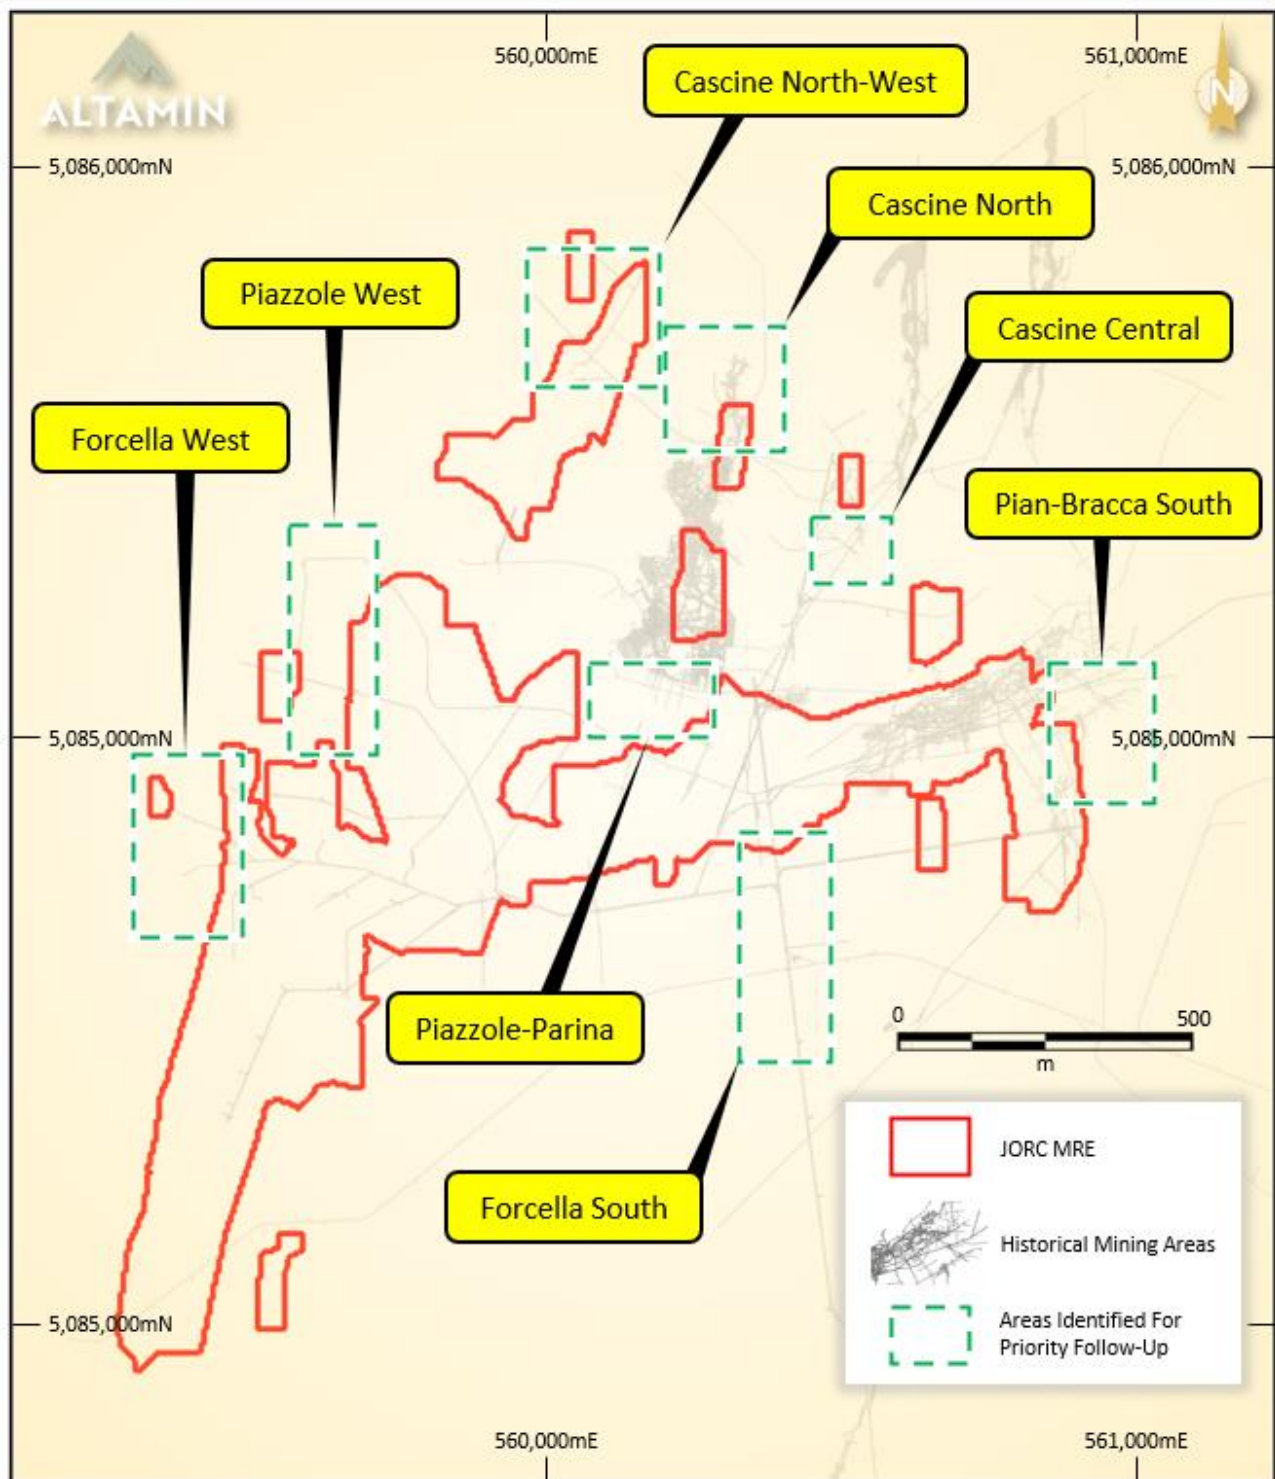 ALTAMIN
560,000mE
561,000mE
N
Cascine North-West
5,086,000mN
5,086,000mN
Cascine North
Piazzole West
Cascine Central
Forcella West
Pian-Bracca South
5,085,000mN
5,085,000mN
Piazzole-Parina
0
500
m
Forcella South
JORC MRE
Historical Mining Areas
Areas Identified For
Priority Follow-Up
5,085,000mN
560,000mE
561,000mE